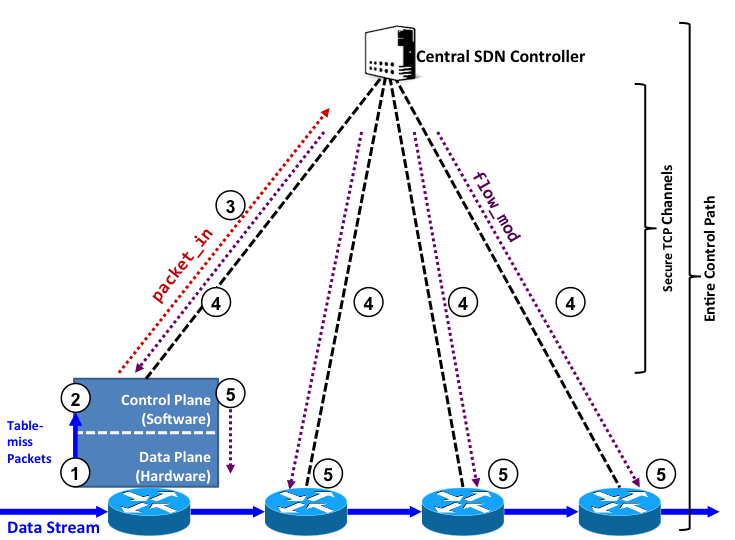 Central SDN Controller
3
packet_in
flow_mod
Secure TCP Channels
Entire Control Path
4
4
4
4
2
Control Plane
(Software)
5
Table-
miss
Packets
1
Data Plane
(Hardware)
5
5
5
Data Stream